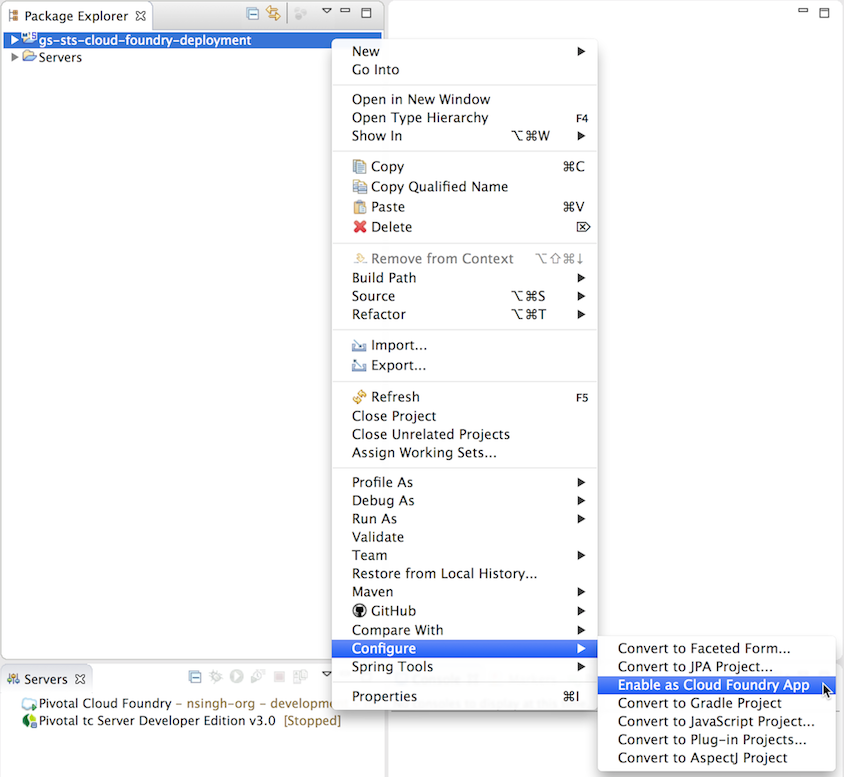 Package Explorer
gs-sts-cloud-foundry-deployment
Servers
New
Go Into
Open in New Window
Open Type Hierarchy F4
Show In ⌥⌘W
Copy ⌘C
Copy Qualified Name
Paste ⌘V
Delete ⌦
Remove from Context ⌥⇧⌘↓
Build Path
Source ⌥⌘S
Refactor ⌥⌘T
Import...
Export...
Refresh F5
Close Project
Close Unrelated Projects
Assign Working Sets...
Profile As
Debug As
Run As
Validate
Team
Restore from Local History...
Maven
GitHub
Compare With
Configure
Spring Tools
Properties ⌘I
Convert to Faceted Form...
Convert to JPA Project...
Enable as Cloud Foundry App
Convert to Gradle Project
Convert to JavaScript Project...
Convert to Plug-in Projects...
Convert to AspectJ Project
Servers
Pivotal Cloud Foundry – nsingh-org – developm
Pivotal tc Server Developer Edition v3.0 [Stopped]